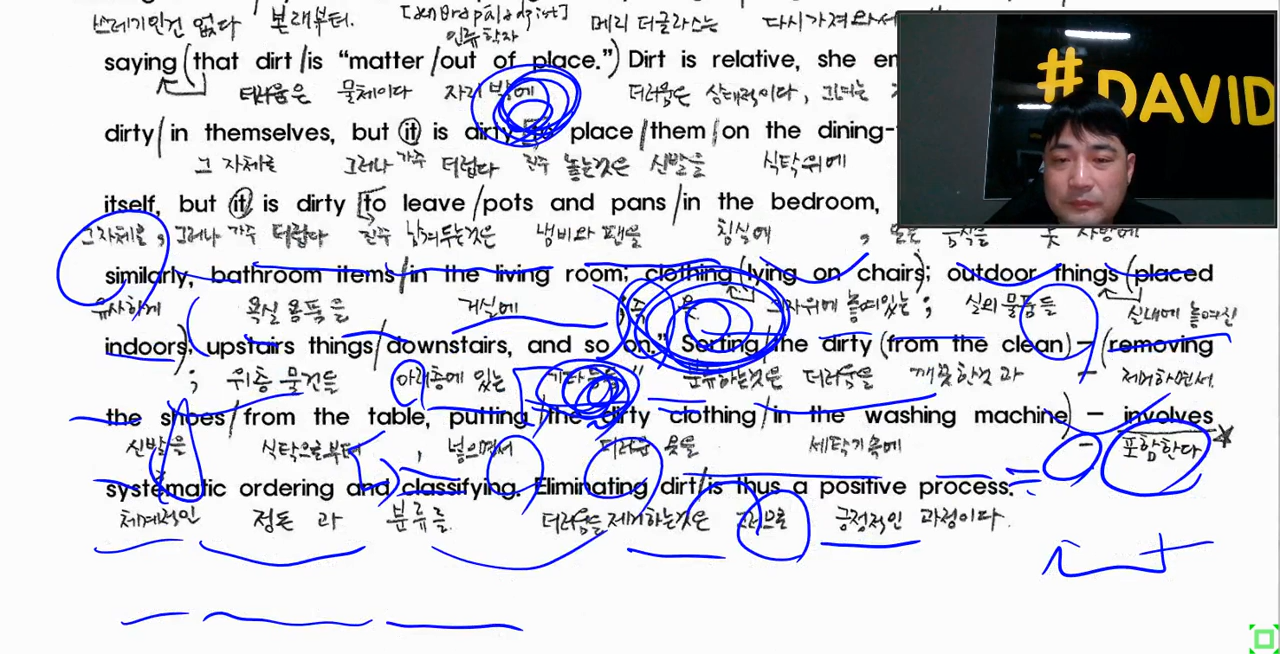 쓰레기인건 없다 본래부터. 인류학자 메리 더글라스는 다시가져와서
saying (that dirt / is “matter / out of place.”) Dirt is relative, she em
더러움은 물체이다 자리 밖에 더러움은 상대적이다, 그녀는
#DAVID
dirty / in themselves, but it is dirty to place / them / on the dining-
그 자체로 그러나 가주 더럽다 진주 놓는것은 신발을 식탁위에
itself, but it is dirty [to leave / pots and pans / in the bedroom,
그자체로, 그러나 가주 더럽다 진주 남겨두는것은 냄비와 팬을 침실에
similarly, bathroom items / in the living room; clothing (lying on chairs); outdoor things (placed
유사하게 욕실 용품을 거실에 ; 옷 의자위에 놓여있는 ; 실외 물품들 실내에 놓여진
indoors); upstairs things / downstairs, and so on.” Sorting / the dirty (from the clean) – (removing
; 위층 물건들 아래층에 있는 기타등등” 분류하는것은 더러움을 깨끗한것과 – 제거하면서
the shoes / from the table, putting / the dirty clothing / in the washing machine) – involves
신발을 식탁으로부터, 넣으면서 더러운 옷을 세탁기속에 – 포함한다
systematic ordering and classifying. Eliminating dirt / is thus a positive process.
체계적인 정돈 과 분류를. 더러움을 제거하는것은 그러므로 긍정적인 과정이다.